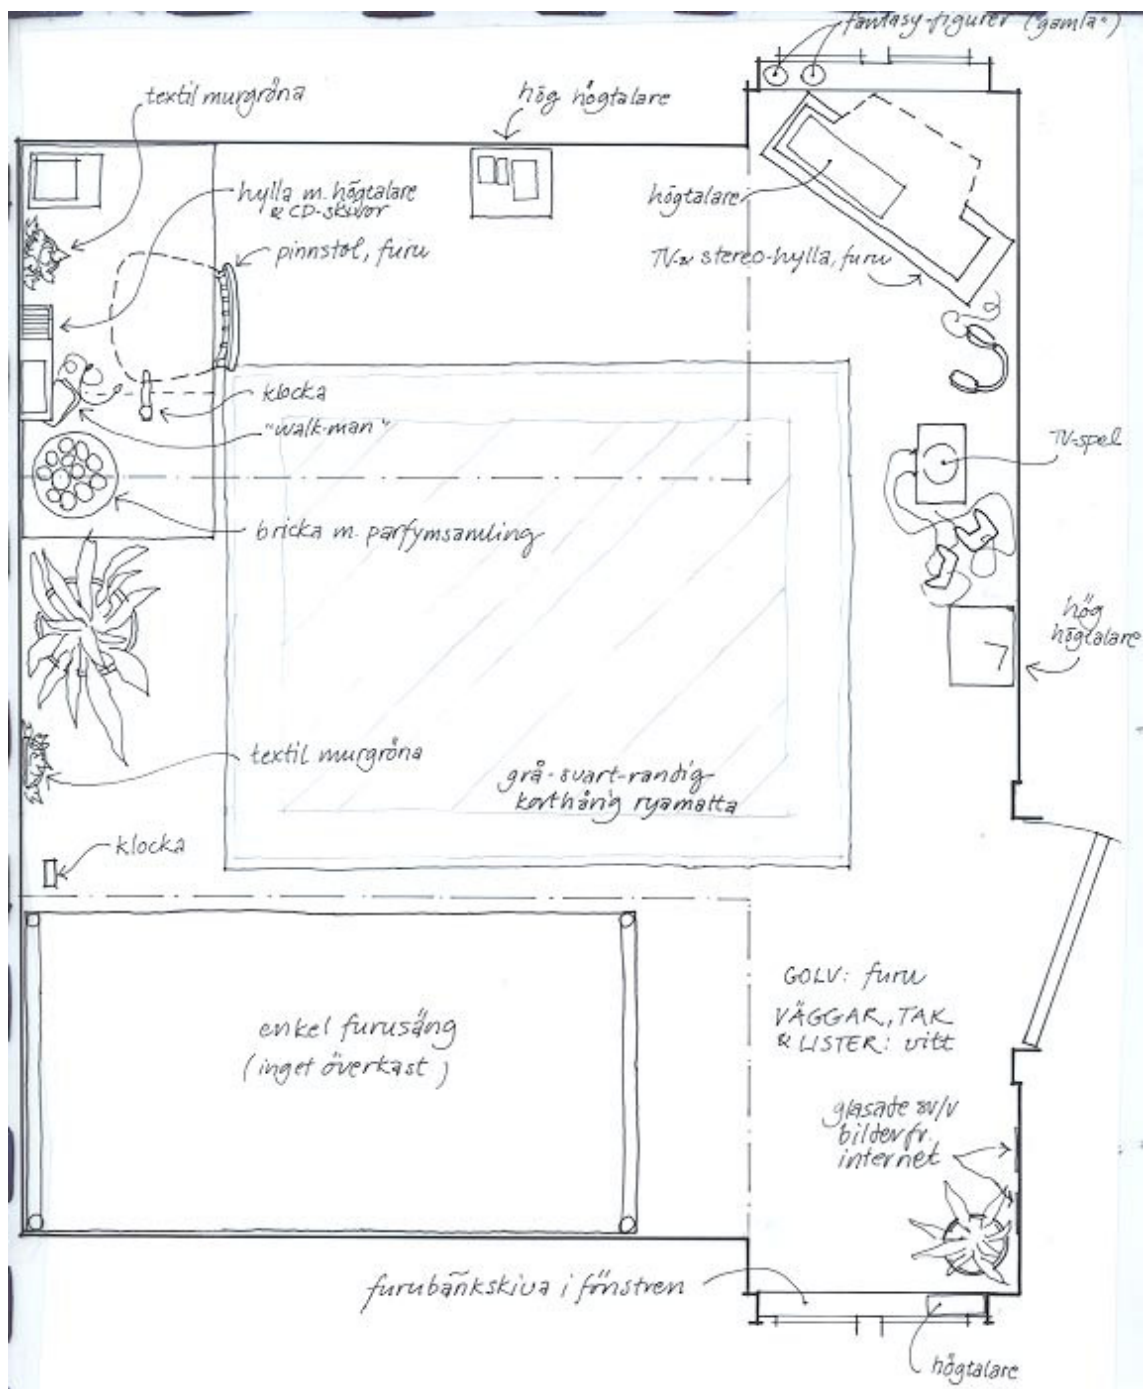 fantasy-figurer (gamla)
textil murgröna
hög högtalare
hylla m. högtalare
& CD-skivor
högtalare
pinnstol, furu
TV- & stereo-hylla, furu
klocka
"walk-man"
TV-spel
bricka m. parfymsamling
hög
högtalare
textil murgröna
grå-svart-randig
korthårig ryamatta
klocka
GOLV: furu
VÄGGAR, TAK
& LISTER: vitt
enkel furusäng
(inget överkast)
glasade sv/v
bilder fr.
internet
furubänkskiva i fönstren
högtalare